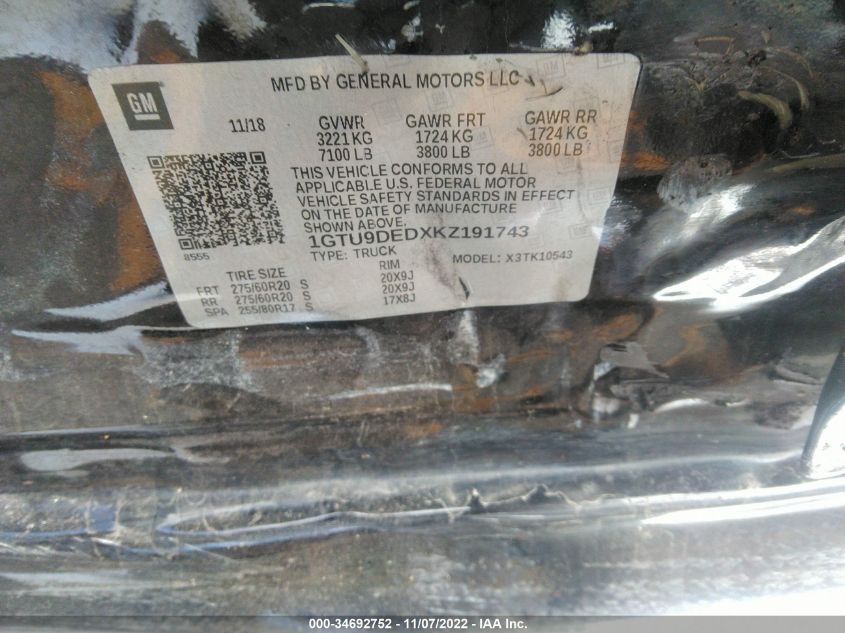 MFD BY GENERAL MOTORS LLC
GM
11/18 GVWR GAWR FRT GAWR RR
3221 KG 1724 KG 1724 KG
7100 LB 3800 LB 3800 LB
THIS VEHICLE CONFORMS TO ALL
APPLICABLE U.S. FEDERAL MOTOR
VEHICLE SAFETY STANDARDS IN EFFECT
ON THE DATE OF MANUFACTURE
SHOWN ABOVE.
1GTU9DEDXKZ191743
8555
TYPE: TRUCK MODEL: X3TK10543
TIRE SIZE RIM
FRT 275/60R20 S 20X9J
RR 275/60R20 S 20X9J
SPA 255/80R17 S 17X8J
000-34692752 - 11/07/2022 - IAA Inc.